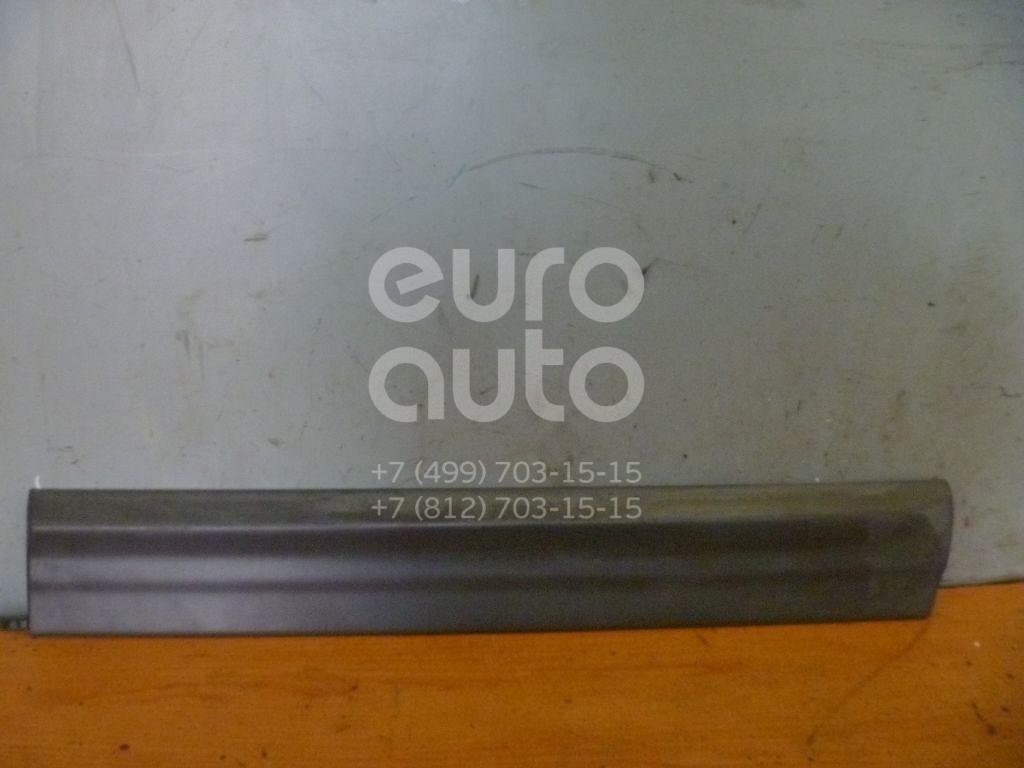 euro
auto
+7 (499) 703-15-15
+7 (812) 703-15-15